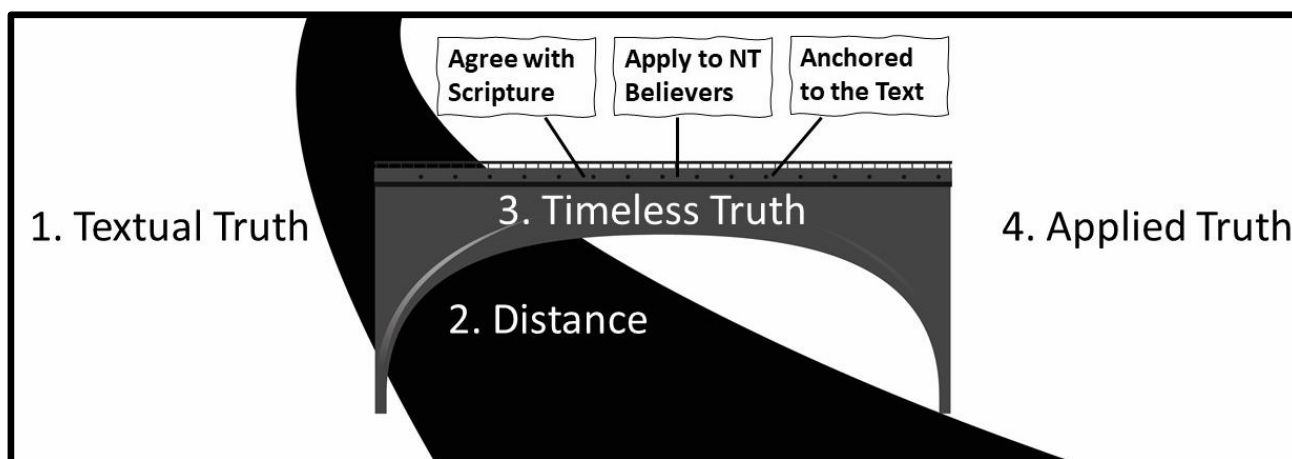 Agree with
Scripture
Apply to NT
Believers
Anchored
to the Text
1. Textual Truth
3. Timeless Truth
4. Applied Truth
2. Distance